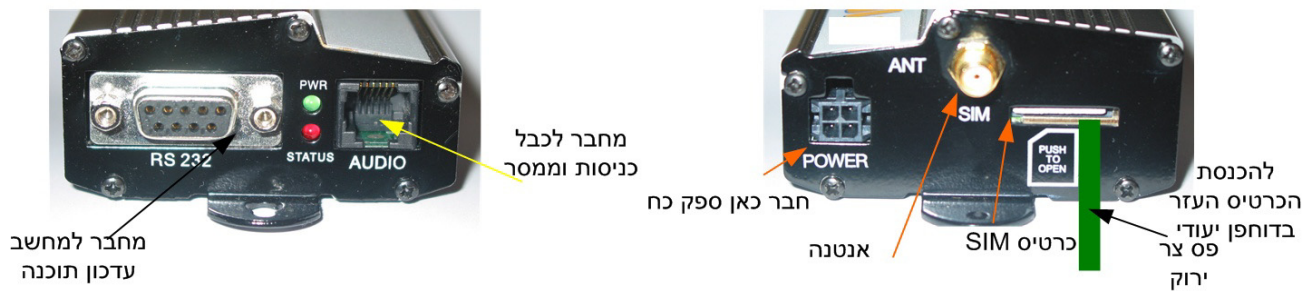 PWR
STATUS
RS 232
AUDIO
מחבר לכבל
כניסות וממסר
מחבר למחשב
עדכון תוכנה
ANT
SIM
POWER
PUSH
TO
OPEN
חבר כאן ספק כח
אנטנה
כרטיס SIM
להכנסת
הכרטיס העזר
בדוחפן יעודי
פס צר
ירוק